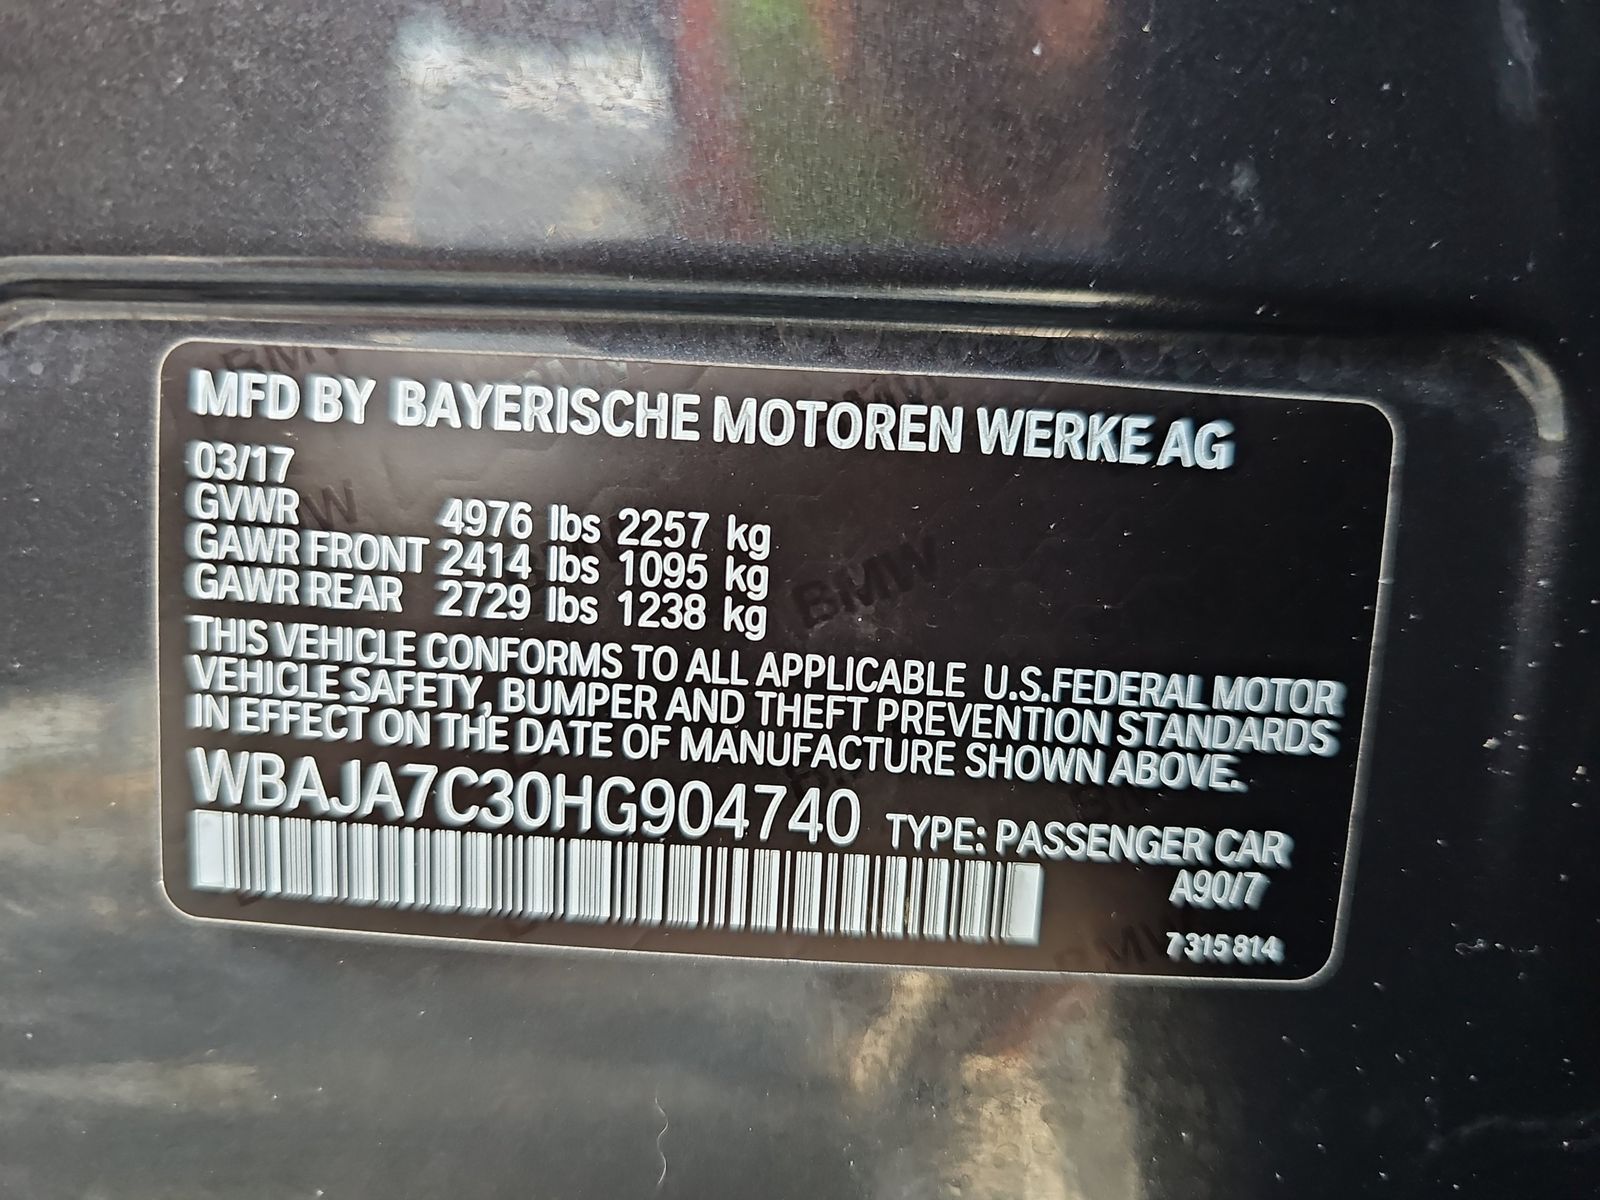 MFD BY BAYERISCHE MOTOREN WERKE AG
03/17
GVWR 4976 lbs 2257 kg
GAWR FRONT 2414 lbs 1095 kg
GAWR REAR 2729 lbs 1238 kg
THIS VEHICLE CONFORMS TO ALL APPLICABLE U.S.FEDERAL MOTOR
VEHICLE SAFETY, BUMPER AND THEFT PREVENTION STANDARDS
IN EFFECT ON THE DATE OF MANUFACTURE SHOWN ABOVE.
WBAJA7C30HG904740 TYPE: PASSENGER CAR
A90/7
7 315 814